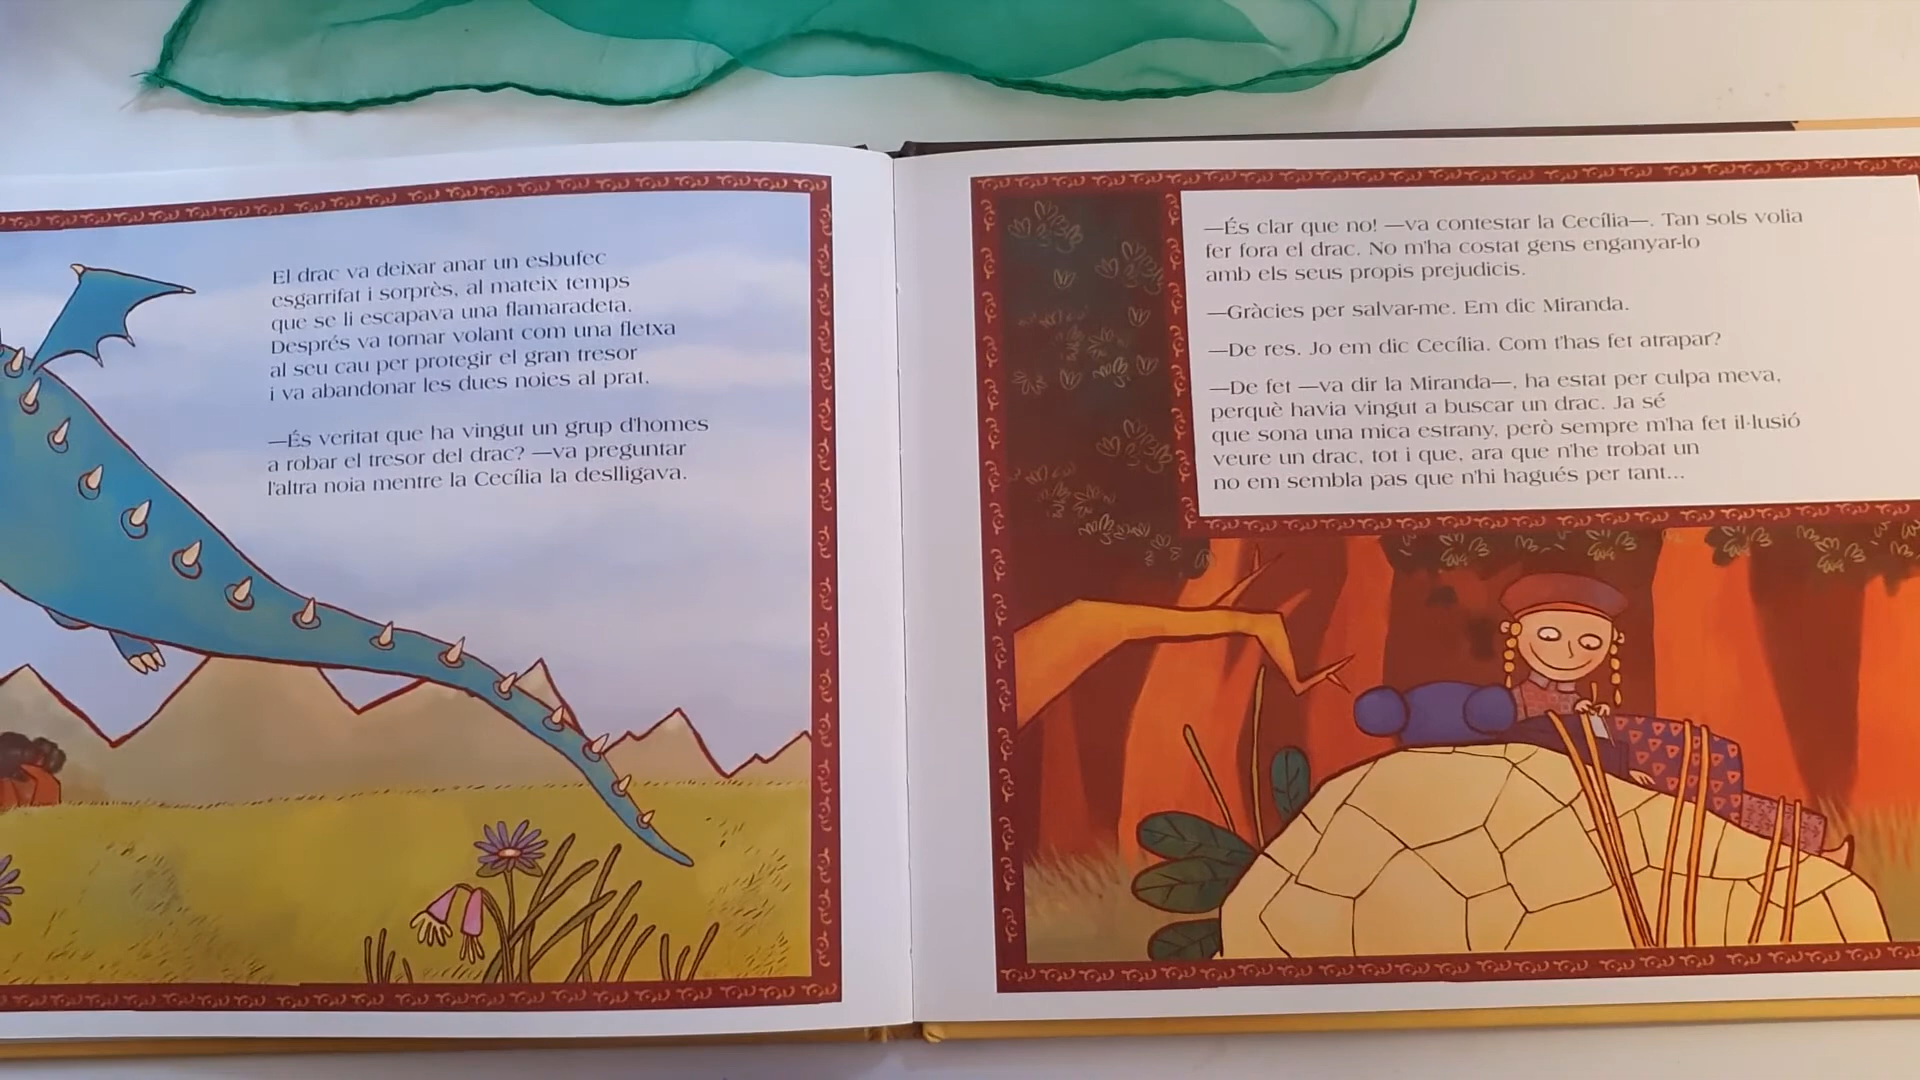 El drac va deixar anar un esbufec
esgarrifat i sorprès, al mateix temps
que se li escapava una flamaradeta.
Després va tornar volant com una fletxa
al seu cau per protegir el gran tresor
i va abandonar les dues noies al prat.
—És veritat que ha vingut un grup d'homes
a robar el tresor del drac? —va preguntar
l'altra noia mentre la Cecília la deslligava.
—És clar que no! —va contestar la Cecília—. Tan sols volia
fer fora el drac. No m'ha costat gens enganyar-lo
amb els seus propis prejudicis.
—Gràcies per salvar-me. Em dic Miranda.
—De res. Jo em dic Cecília. Com t'has fet atrapar?
—De fet —va dir la Miranda—, ha estat per culpa meva,
perquè havia vingut a buscar un drac. Ja sé
que sona una mica estrany, però sempre m'ha fet il·lusió
veure un drac, tot i que, ara que n'he trobat un
no em sembla pas que n'hi hagués per tant...